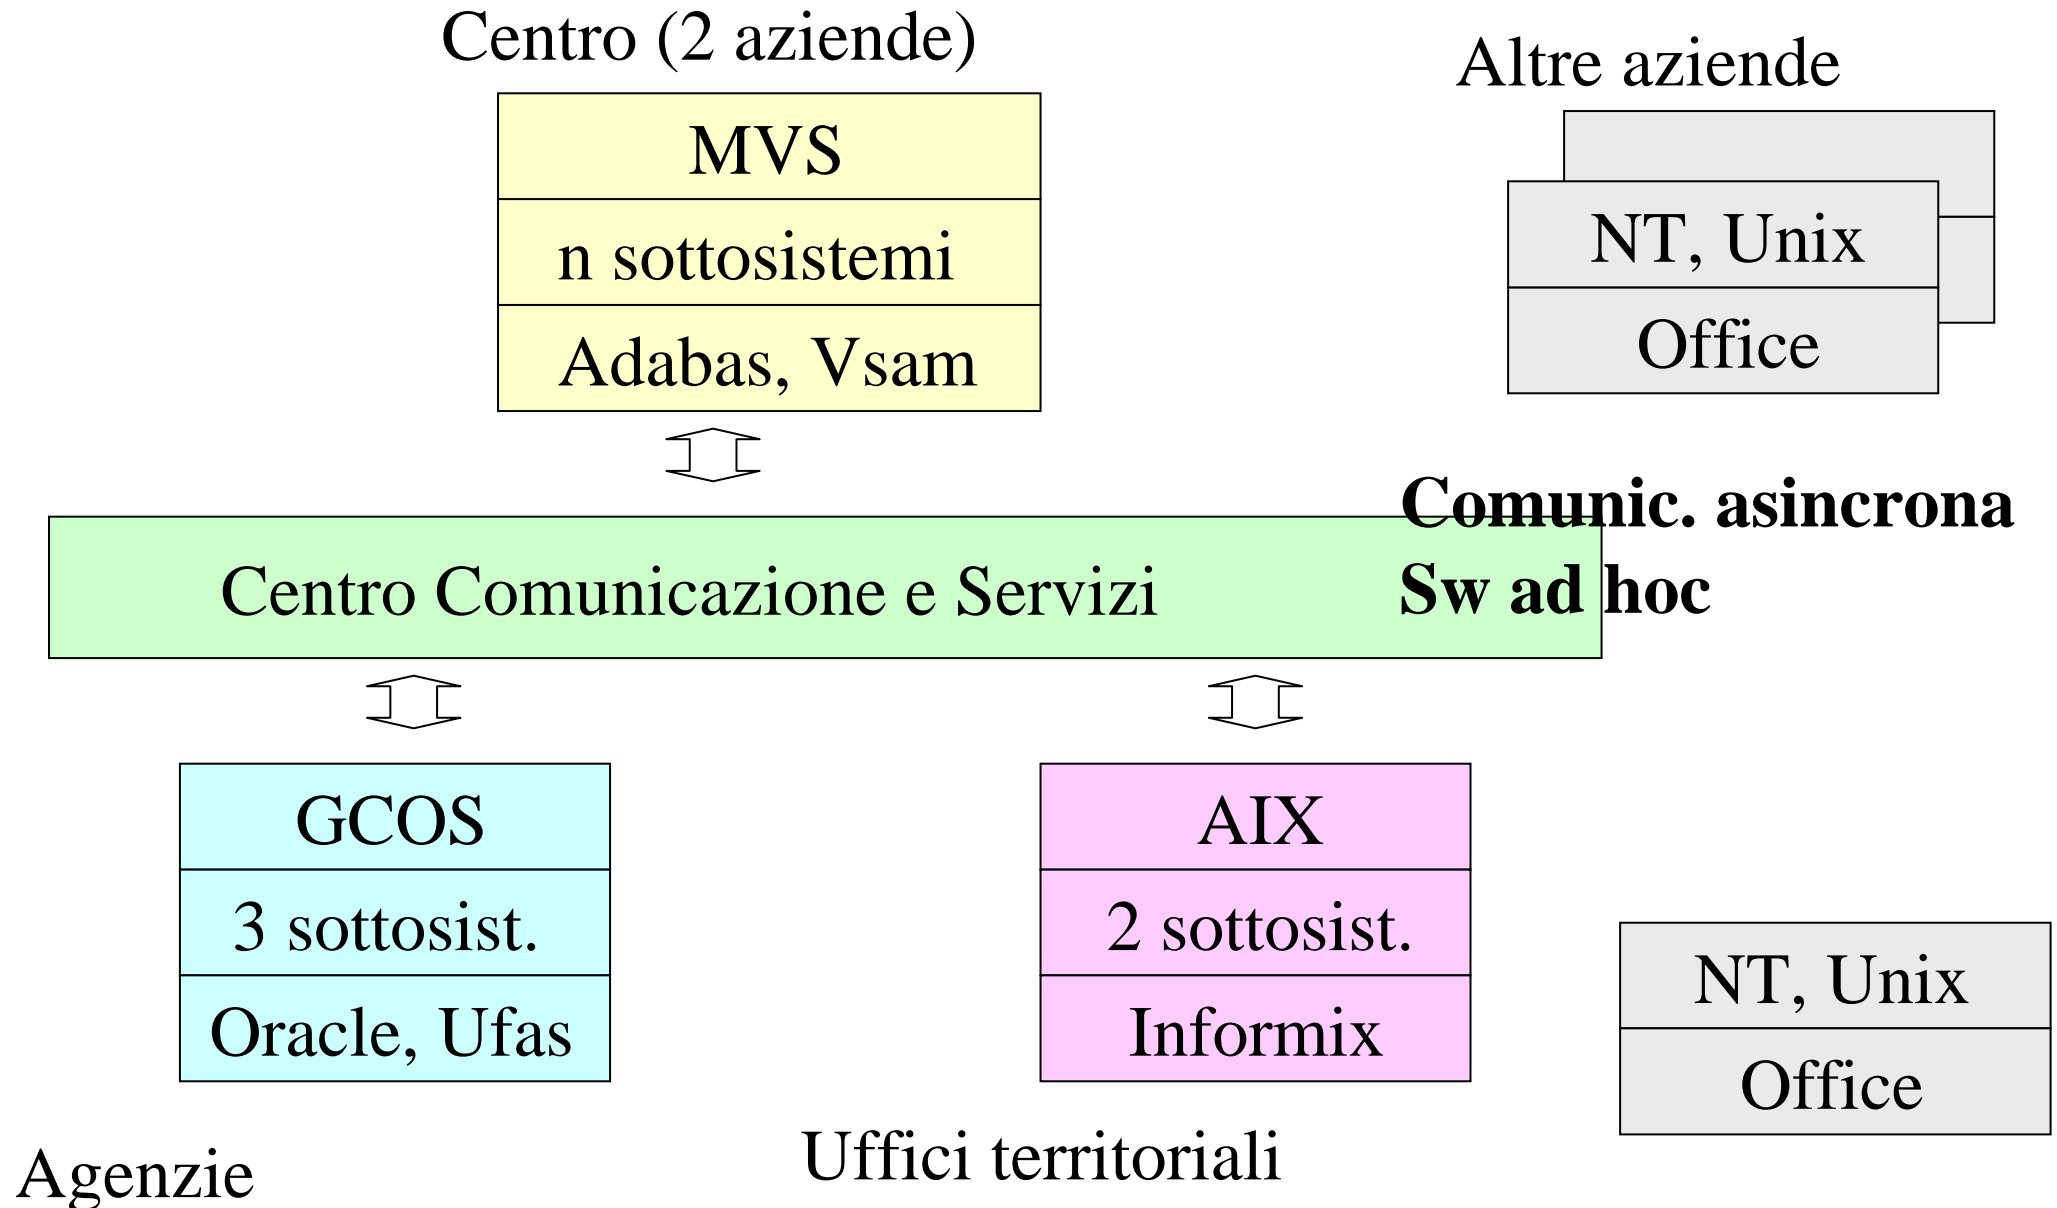 Centro (2 aziende)
Altre aziende
MVS
n sottosistemi
Adabas, Vsam
NT, Unix
Office
Comunic. asincrona
Sw ad hoc
Centro Comunicazione e Servizi
GCOS
3 sottosist.
Oracle, Ufas
AIX
2 sottosist.
Informix
NT, Unix
Office
Uffici territoriali
Agenzie